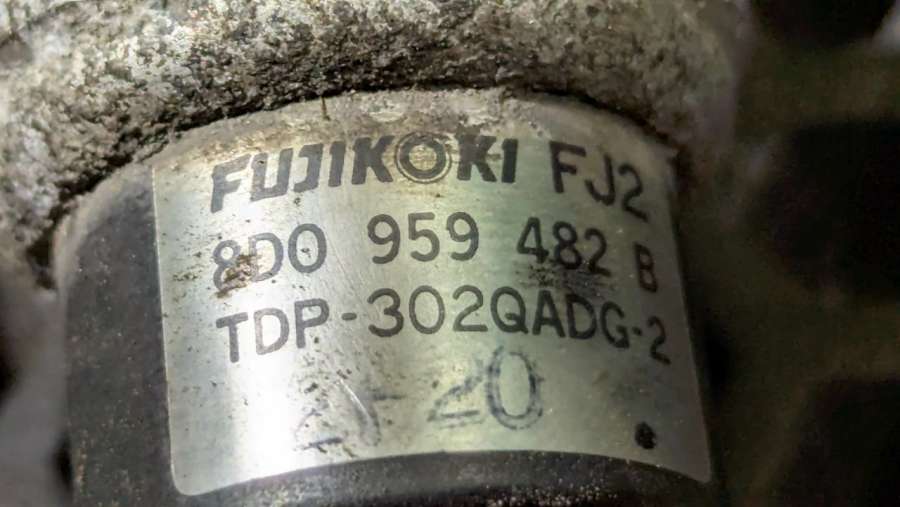 FUJIKOKI FJ2
8D0 959 482 B
TDP-302QADG-2
20